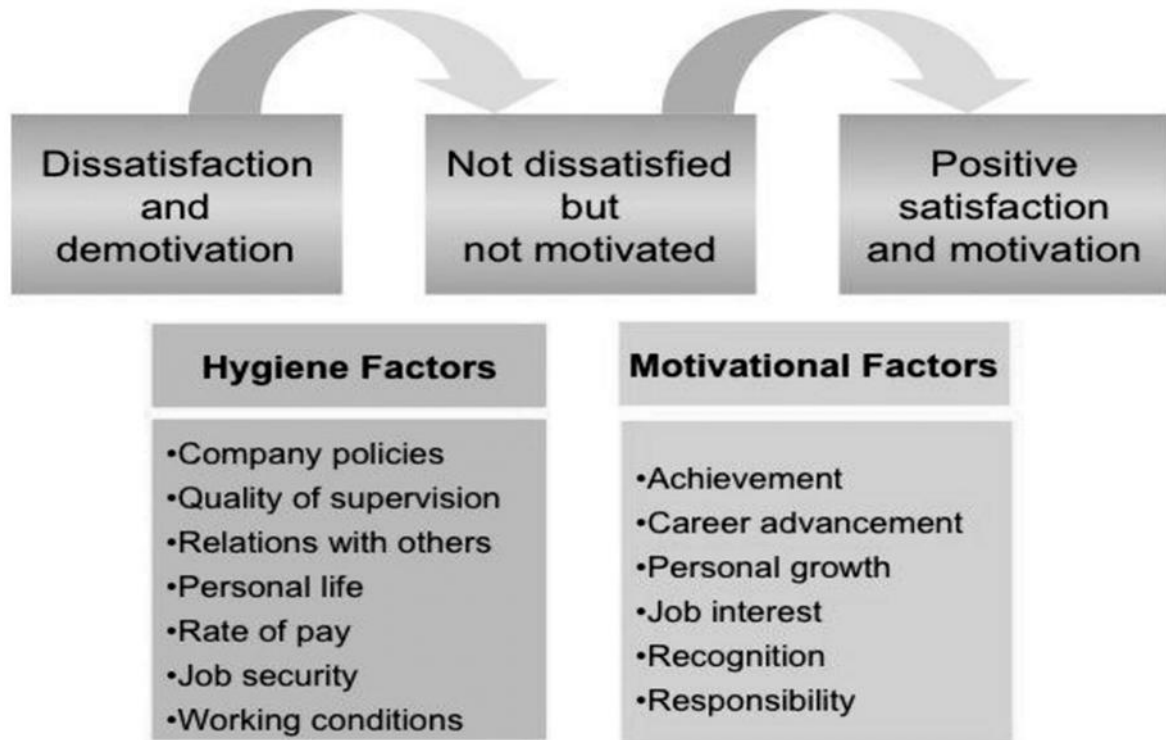 Dissatisfaction
and
demotivation
Not dissatisfied
but
not motivated
Positive
satisfaction
and motivation
Hygiene Factors
•Company policies
•Quality of supervision
•Relations with others
•Personal life
•Rate of pay
•Job security
•Working conditions
Motivational Factors
•Achievement
•Career advancement
•Personal growth
•Job interest
•Recognition
•Responsibility